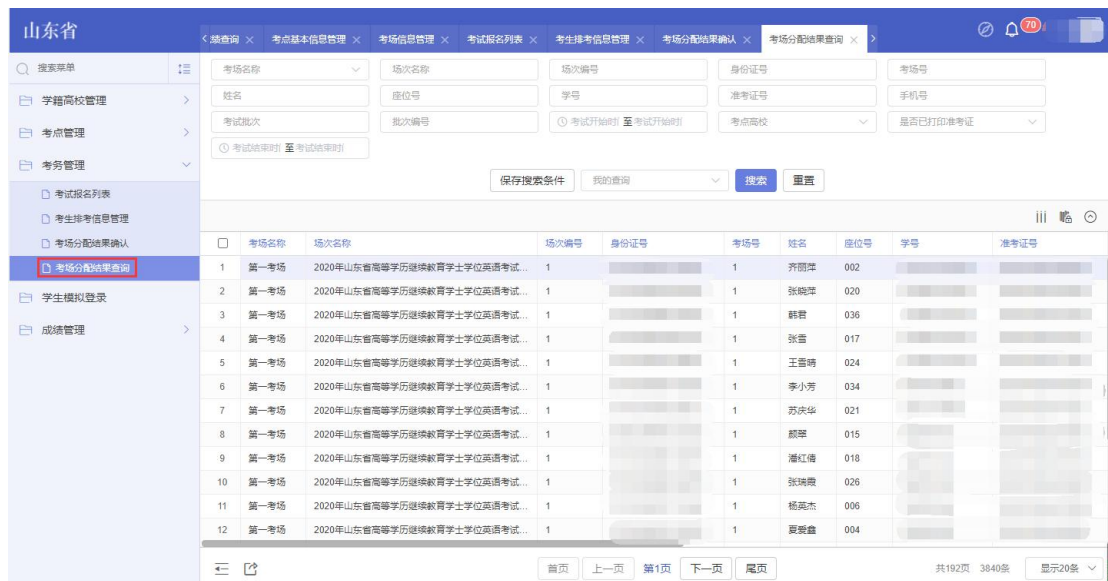 山东省
绩查询 × 考点基本信息管理 × 考场信息管理 × 考试报名列表 × 考生排考信息管理 × 考场分配结果确认 × 考场分配结果查询 × 70
搜索菜单
学籍高校管理
考点管理
考务管理
考试报名列表
考生排考信息管理
考场分配结果确认
考场分配结果查询
学生模拟登录
成绩管理
考场名称 场次名称 场次编号 身份证号 考场号
姓名 座位号 学号 准考证号 手机号
考试批次 批次编号 考试开始时 至 考试开始时 考点高校 是否已打印准考证
考试结束时 至 考试结束时
保存搜索条件 我的查询 搜索 重置
考场名称 场次名称 场次编号 身份证号 考场号 姓名 座位号 学号 准考证号
1 第一考场 2020年山东省高等学历继续教育学士学位英语考试... 1 1 齐丽萍 002
2 第一考场 2020年山东省高等学历继续教育学士学位英语考试... 1 1 张晓萍 020
3 第一考场 2020年山东省高等学历继续教育学士学位英语考试... 1 1 韩君 036
4 第一考场 2020年山东省高等学历继续教育学士学位英语考试... 1 1 张雪 017
5 第一考场 2020年山东省高等学历继续教育学士学位英语考试... 1 1 王雪晴 024
6 第一考场 2020年山东省高等学历继续教育学士学位英语考试... 1 1 李小芳 034
7 第一考场 2020年山东省高等学历继续教育学士学位英语考试... 1 1 苏庆华 021
8 第一考场 2020年山东省高等学历继续教育学士学位英语考试... 1 1 颜翠 015
9 第一考场 2020年山东省高等学历继续教育学士学位英语考试... 1 1 潘红倩 018
10 第一考场 2020年山东省高等学历继续教育学士学位英语考试... 1 1 张瑞霞 026
11 第一考场 2020年山东省高等学历继续教育学士学位英语考试... 1 1 杨英杰 006
12 第一考场 2020年山东省高等学历继续教育学士学位英语考试... 1 1 夏爱鑫 004
首页 上一页 第1页 下一页 尾页 共192页 3840条 显示20条